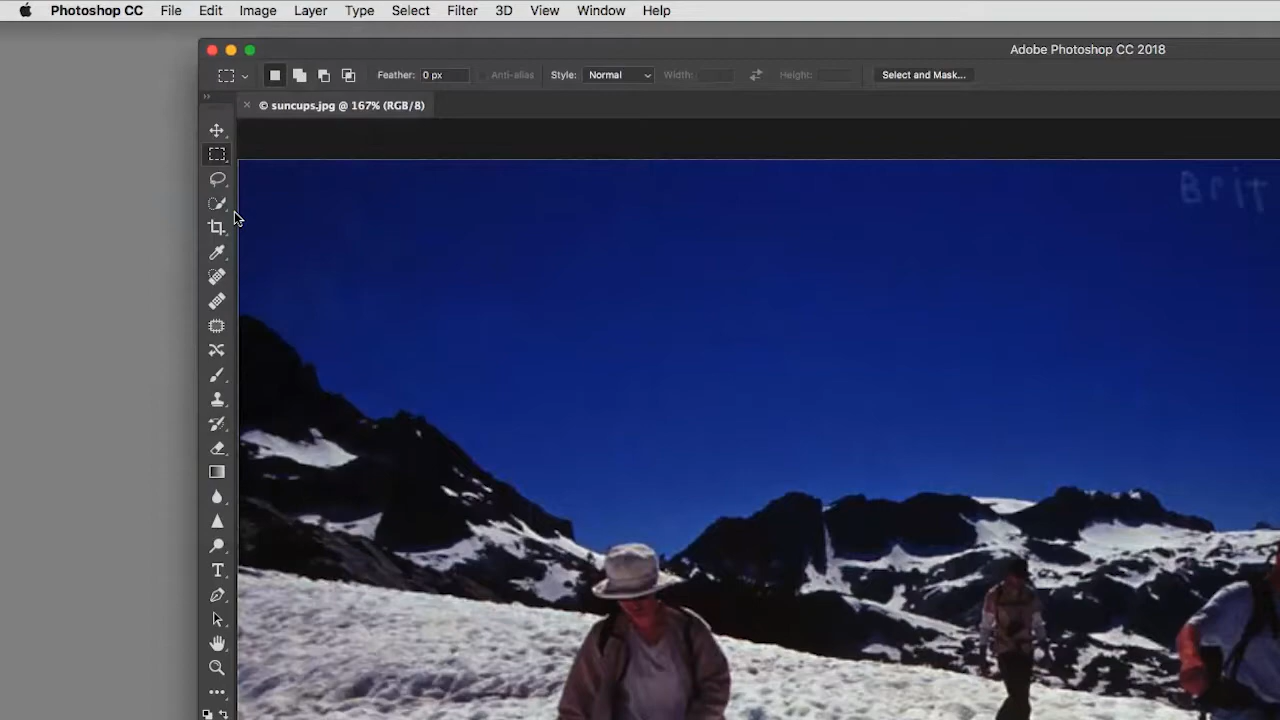 Photoshop CC File Edit Image Layer Type Select Filter 3D View Window Help
Adobe Photoshop CC 2018
Feather: 0 px Anti-alias Style: Normal Width: Height: Select and Mask...
× © suncups.jpg @ 167% (RGB/8)
Brit
T